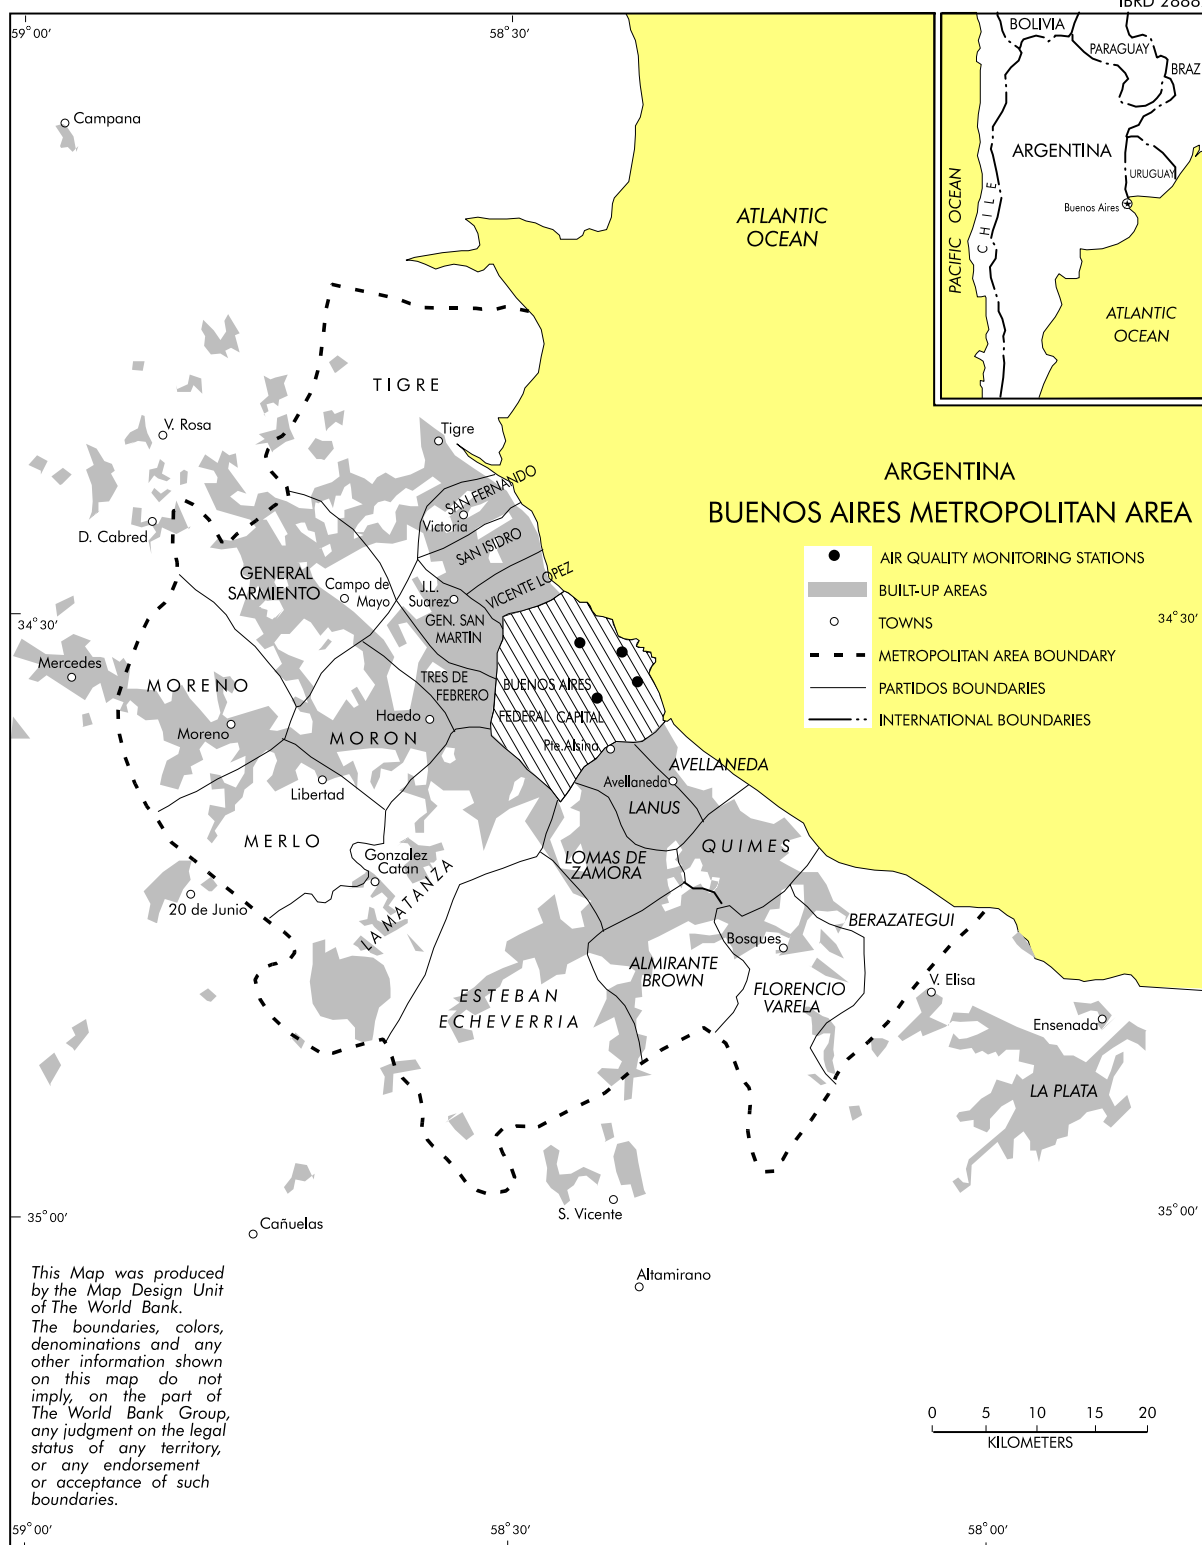 IBRD 2888
59°00'
58°30'
BOLIVIA
PARAGUAY
BRAZ
ARGENTINA
URUGUAY
Buenos Aires
PACIFIC OCEAN
CHILE
ATLANTIC
OCEAN
Campana
ATLANTIC
OCEAN
TIGRE
V. Rosa
Tigre
SAN FERNANDO
Victoria
D. Cabred
SAN ISIDRO
GENERAL
SARMIENTO
Campo de
Mayo
J.L.
Suarez
VICENTE LOPEZ
GEN. SAN
MARTIN
34°30'
Mercedes
MORENO
TRES DE
FEBRERO
BUENOS AIRES
FEDERAL CAPITAL
Haedo
Moreno
MORON
Pte. Alsina
AVELLANEDA
Avellaneda
Libertad
LANUS
MERLO
QUIMES
Gonzalez
Catan
LOMAS DE
ZAMORA
LA MATANZA
20 de Junio
BERAZATEGUI
Bosques
ALMIRANTE
BROWN
FLORENCIO
VARELA
V. Elisa
ESTEBAN
ECHEVERRIA
Ensenada
LA PLATA
ARGENTINA
BUENOS AIRES METROPOLITAN AREA
AIR QUALITY MONITORING STATIONS
BUILT-UP AREAS
TOWNS
METROPOLITAN AREA BOUNDARY
PARTIDOS BOUNDARIES
INTERNATIONAL BOUNDARIES
34°30'
S. Vicente
35°00'
35°00'
Cañuelas
Altamirano
This Map was produced
by the Map Design Unit
of The World Bank.
The boundaries, colors,
denominations and any
other information shown
on this map do not
imply, on the part of
The World Bank Group,
any judgment on the legal
status of any territory,
or any endorsement
or acceptance of such
boundaries.
0 5 10 15 20
KILOMETERS
59°00'
58°30'
58°00'